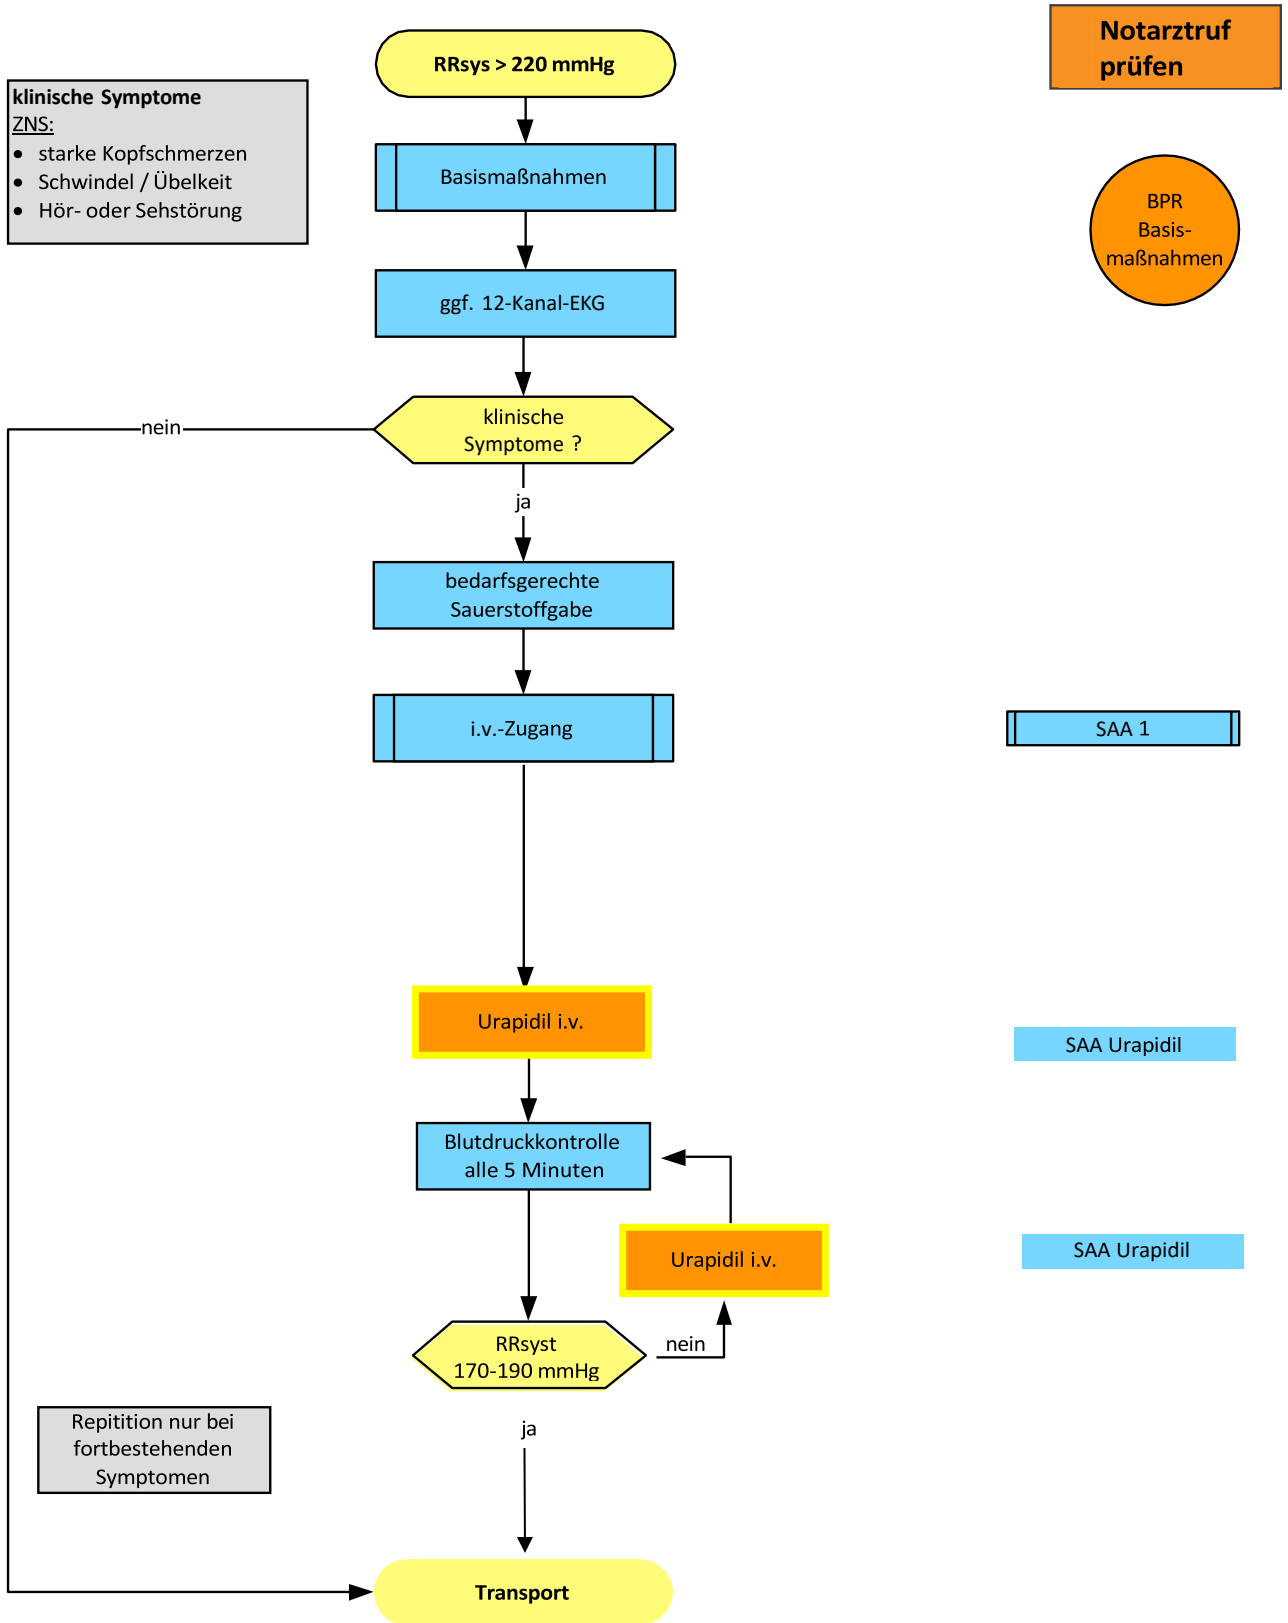 Notarztruf
prüfen
RRsys > 220 mmHg
klinische Symptome
ZNS:
• starke Kopfschmerzen
• Schwindel / Übelkeit
• Hör- oder Sehstörung
Basismaßnahmen
BPR
Basis-
maßnahmen
ggf. 12-Kanal-EKG
klinische
Symptome ?
nein
ja
bedarfsgerechte
Sauerstoffgabe
i.v.-Zugang
SAA 1
Urapidil i.v.
SAA Urapidil
Blutdruckkontrolle
alle 5 Minuten
Urapidil i.v.
SAA Urapidil
RRsyst
170-190 mmHg
nein
ja
Repitition nur bei
fortbestehenden
Symptomen
Transport